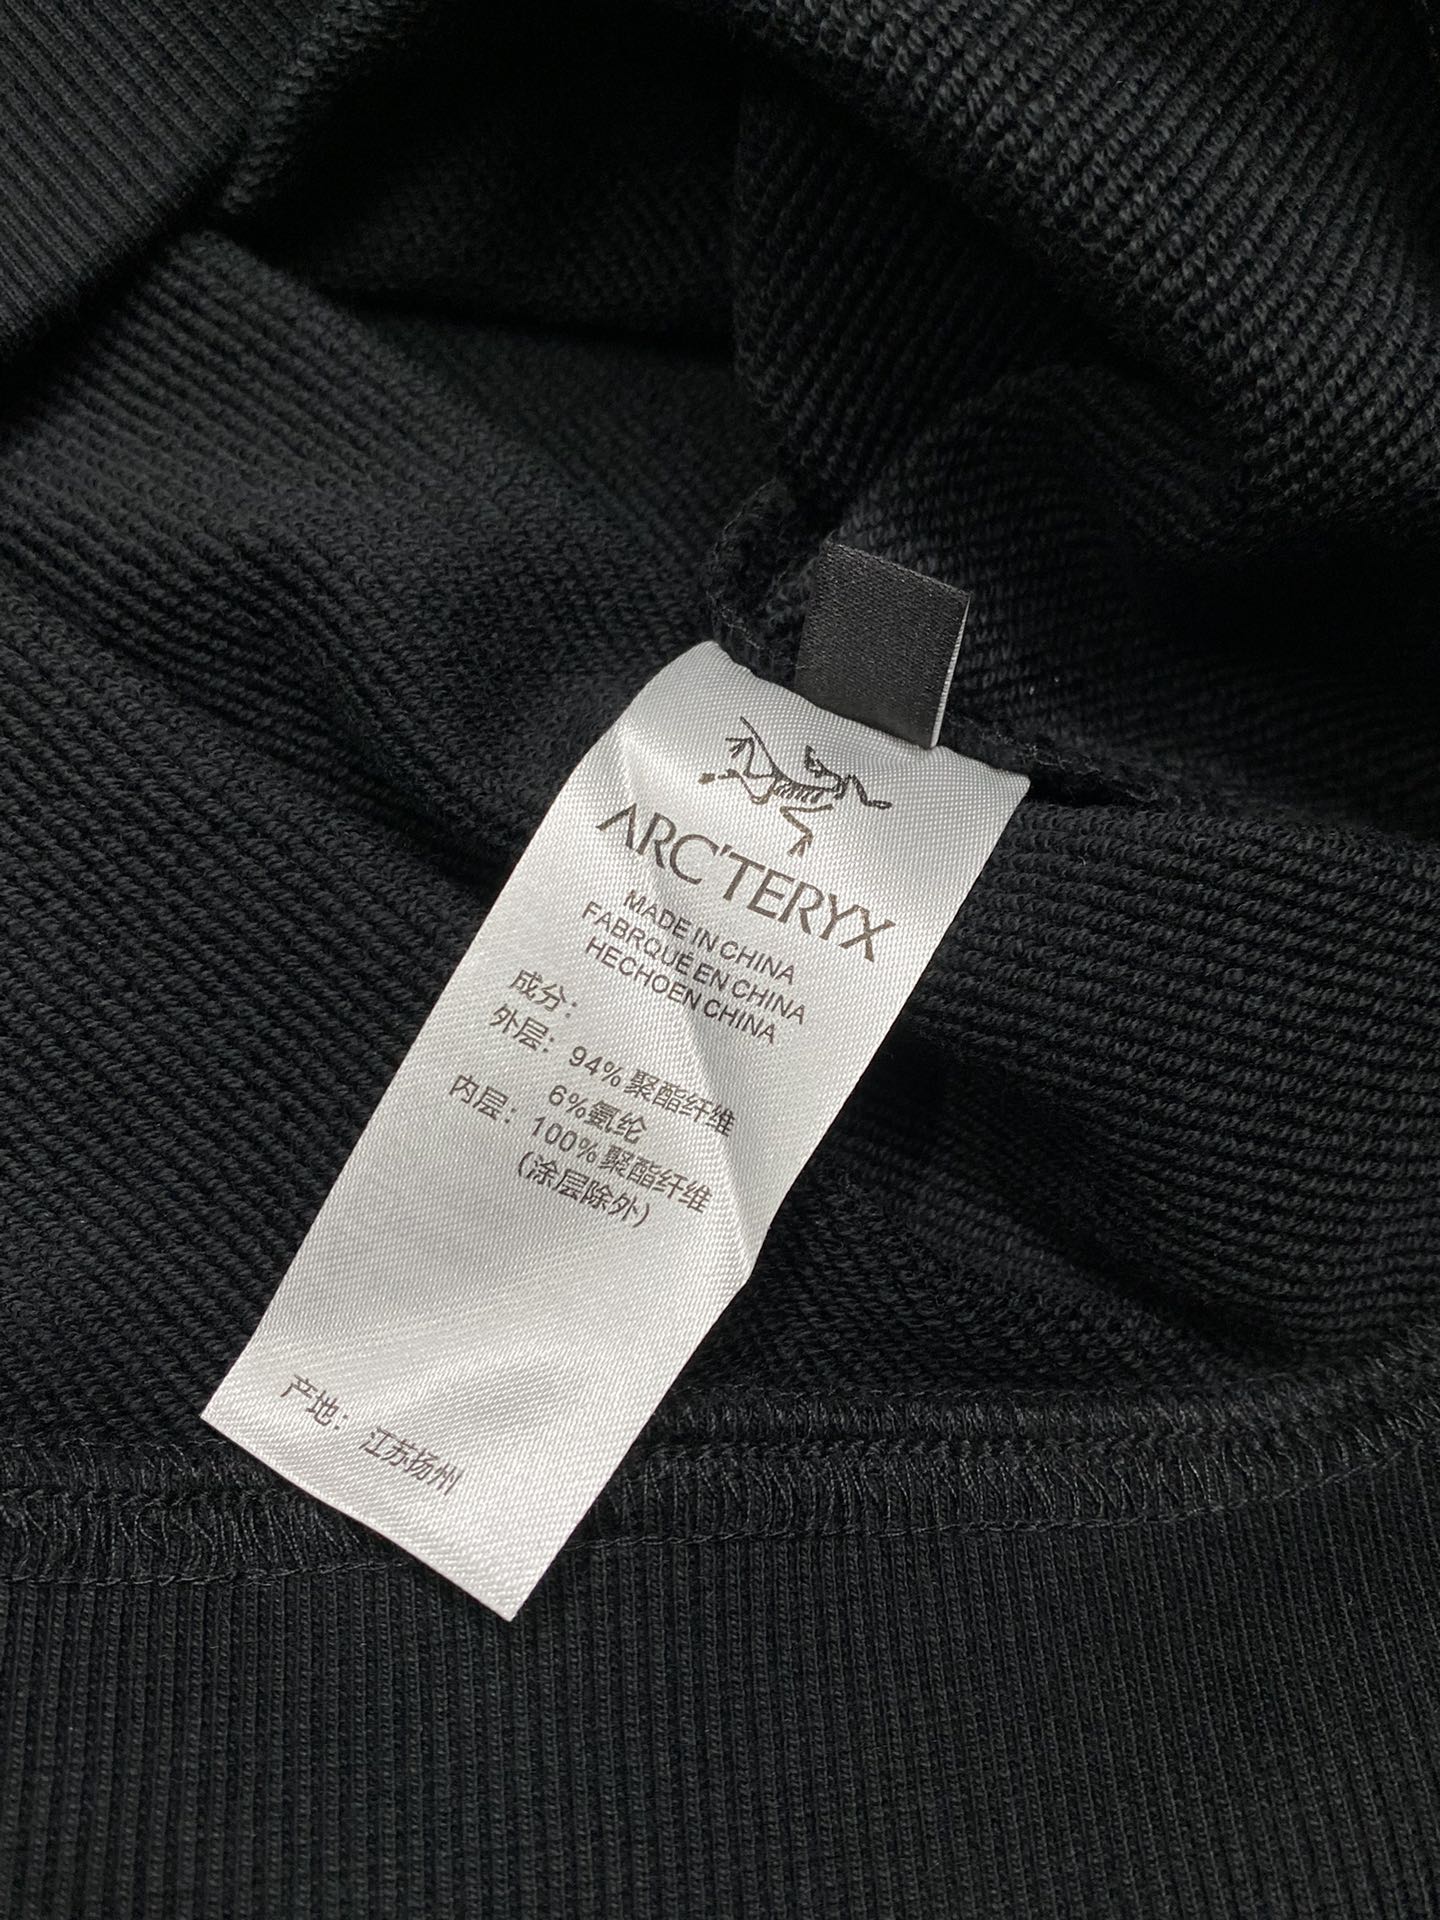 ARC'TERYX
MADE IN CHINA
FABRQUÉ EN CHINA
HECHOEN CHINA
成分：
外层：94%聚酯纤维
6%氨纶
内层：100%聚酯纤维
(涂层除外)
产地：江苏扬州